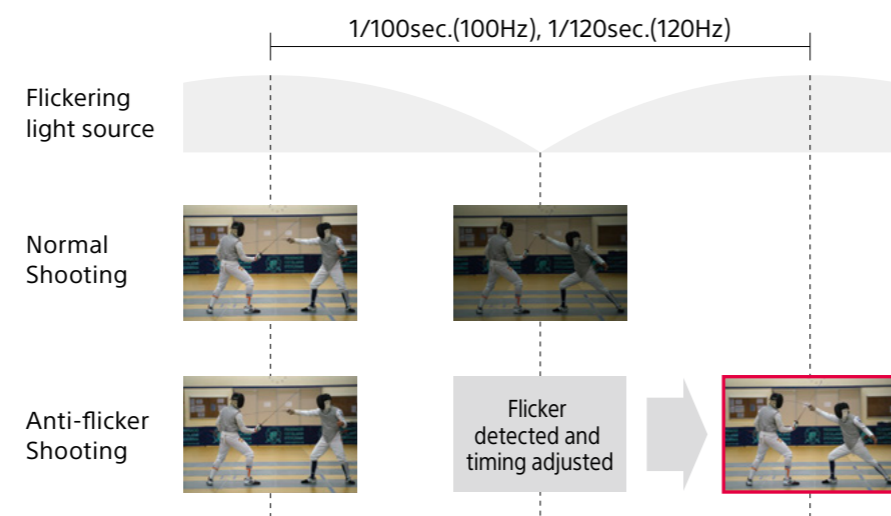 1/100sec.(100Hz), 1/120sec.(120Hz)
Flickering
light source
Normal
Shooting
Anti-flicker
Shooting
Flicker
detected and
timing adjusted